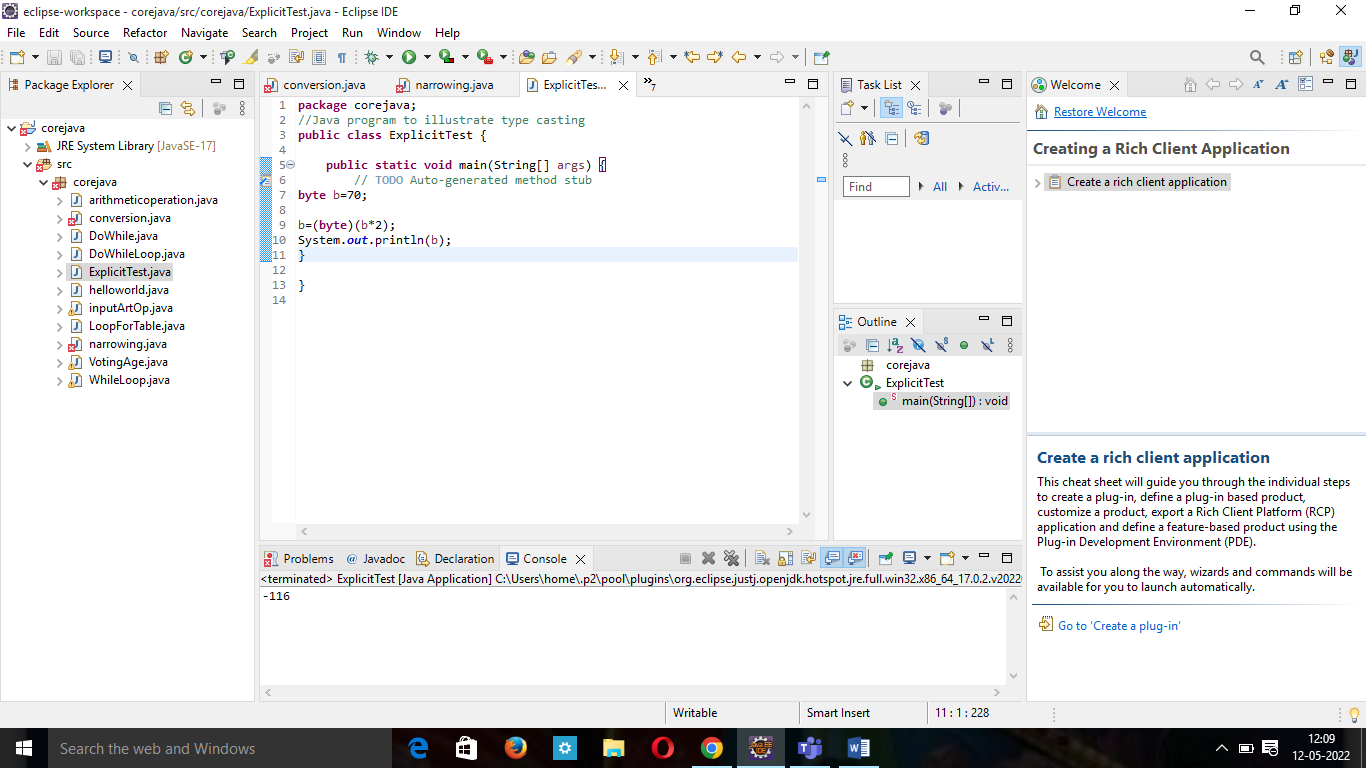 eclipse-workspace - corejava/src/corejava/ExplicitTest.java - Eclipse IDE
File Edit Source Refactor Navigate Search Project Run Window Help
Package Explorer
corejava
JRE System Library [JavaSE-17]
src
corejava
arithmeticoperation.java
conversion.java
DoWhile.java
DoWhileLoop.java
ExplicitTest.java
helloworld.java
inputArtOp.java
LoopForTable.java
narrowing.java
VotingAge.java
WhileLoop.java
conversion.java narrowing.java ExplicitTes... »7
1 package corejava;
2 //Java program to illustrate type casting
3 public class ExplicitTest {
4
5 public static void main(String[] args) {
6 // TODO Auto-generated method stub
7 byte b=70;
8
9 b=(byte)(b*2);
10 System.out.println(b);
11 }
12
13 }
14
Task List
Find All Activ...
Outline
corejava
ExplicitTest
main(String[]) : void
Welcome
Restore Welcome
Creating a Rich Client Application
Create a rich client application
Create a rich client application
This cheat sheet will guide you through the individual steps
to create a plug-in, define a plug-in based product,
customize a product, export a Rich Client Platform (RCP)
application and define a feature-based product using the
Plug-in Development Environment (PDE).
To assist you along the way, wizards and commands will be
available for you to launch automatically.
Go to 'Create a plug-in'
Problems @ Javadoc Declaration Console
<terminated> ExplicitTest [Java Application] C:\Users\home\.p2\pool\plugins\org.eclipse.justj.openjdk.hotspot.jre.full.win32.x86_64_17.0.2.v2022
-116
Writable Smart Insert 11 : 1 : 228
Search the web and Windows
12:09
12-05-2022